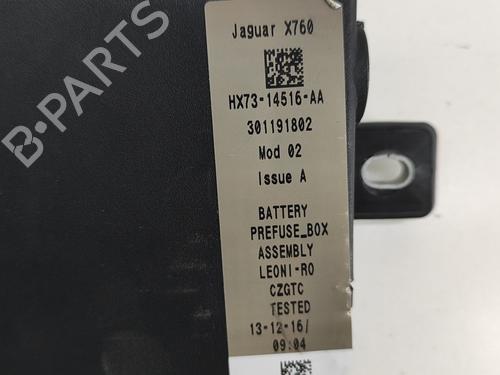 Jaguar X760
HX73-14516-AA
301191802
Mod 02
Issue A
BATTERY
PREFUSE_BOX
ASSEMBLY
LEONI-RO
CZGTC
TESTED
13-12-16/
09:04
B-PARTS